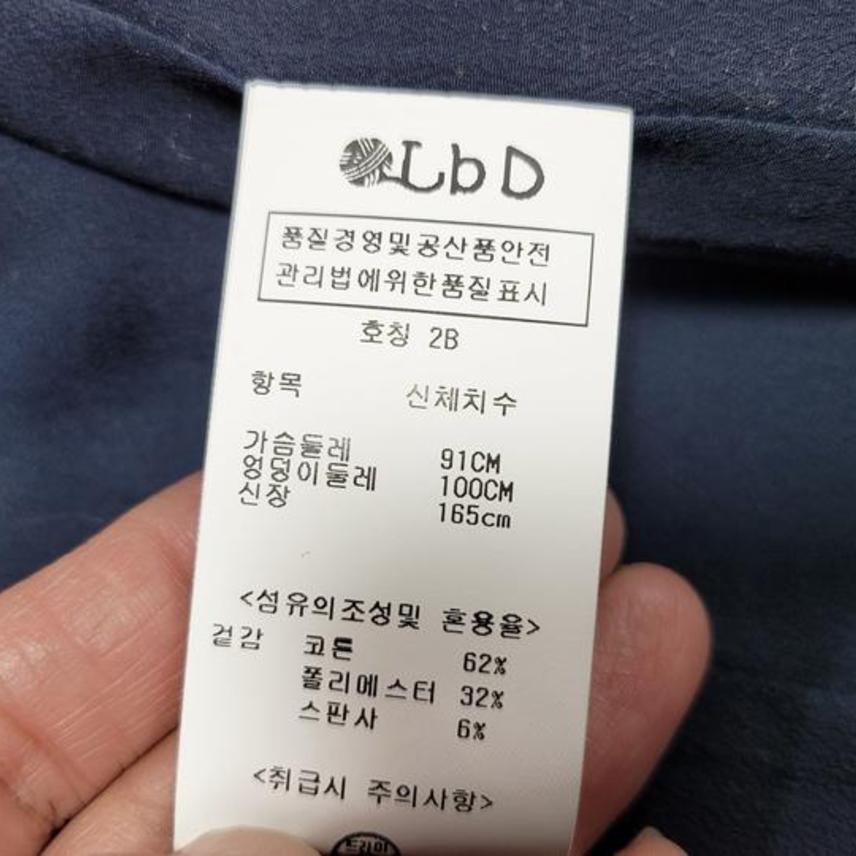 LbD
품질경영및공산품안전
관리법에위한품질표시
호칭 2B
항목 신체치수
가슴둘레 91CM
엉덩이둘레 100CM
신장 165cm
<섬유의조성및 혼용율>
겉감 코튼 62%
폴리에스터 32%
스판사 6%
<취급시 주의사항>
드라이